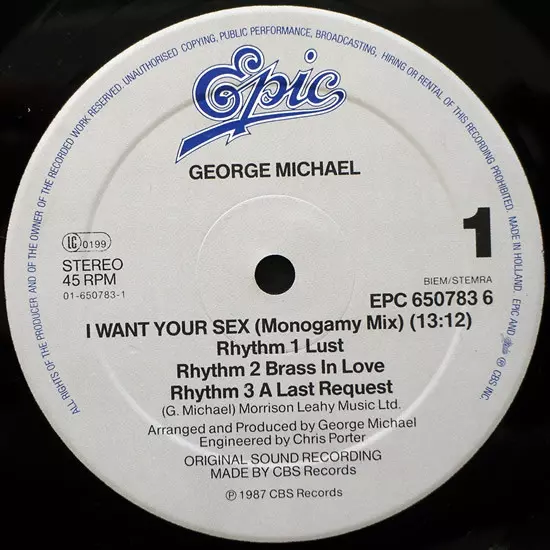 ALL RIGHTS OF THE PRODUCER AND OF THE OWNER OF THE RECORDED WORK RESERVED. UNAUTHORISED COPYING, PUBLIC PERFORMANCE, BROADCASTING, HIRING OR RENTAL OF THIS RECORDING PROHIBITED. MADE IN HOLLAND. EPIC AND ARE CBS INC.
Epic
GEORGE MICHAEL
1
LC 0199
STEREO
45 RPM
01-650783-1
BIEM/STEMRA
EPC 650783 6
I WANT YOUR SEX (Monogamy Mix) (13:12)
Rhythm 1 Lust
Rhythm 2 Brass In Love
Rhythm 3 A Last Request
(G. Michael) Morrison Leahy Music Ltd.
Arranged and Produced by George Michael
Engineered by Chris Porter
ORIGINAL SOUND RECORDING
MADE BY CBS Records
℗ 1987 CBS Records